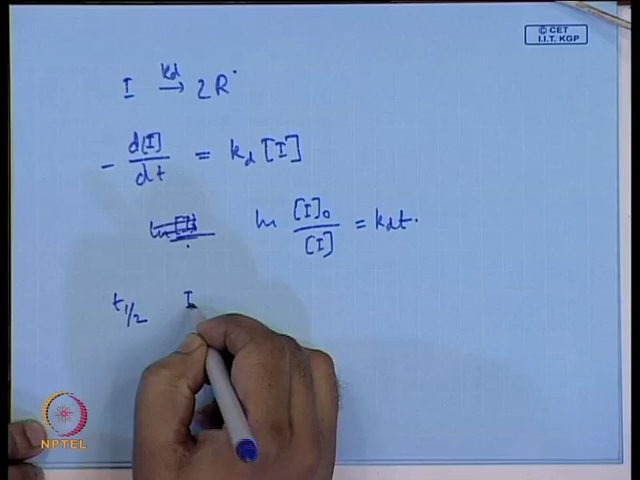 © CET
I.I.T. KGP
I —kd→ 2R˙
- d[I]/dt = kd [I]
ln [I]₀/[I] = kdt.
t1/2 I
NPTEL